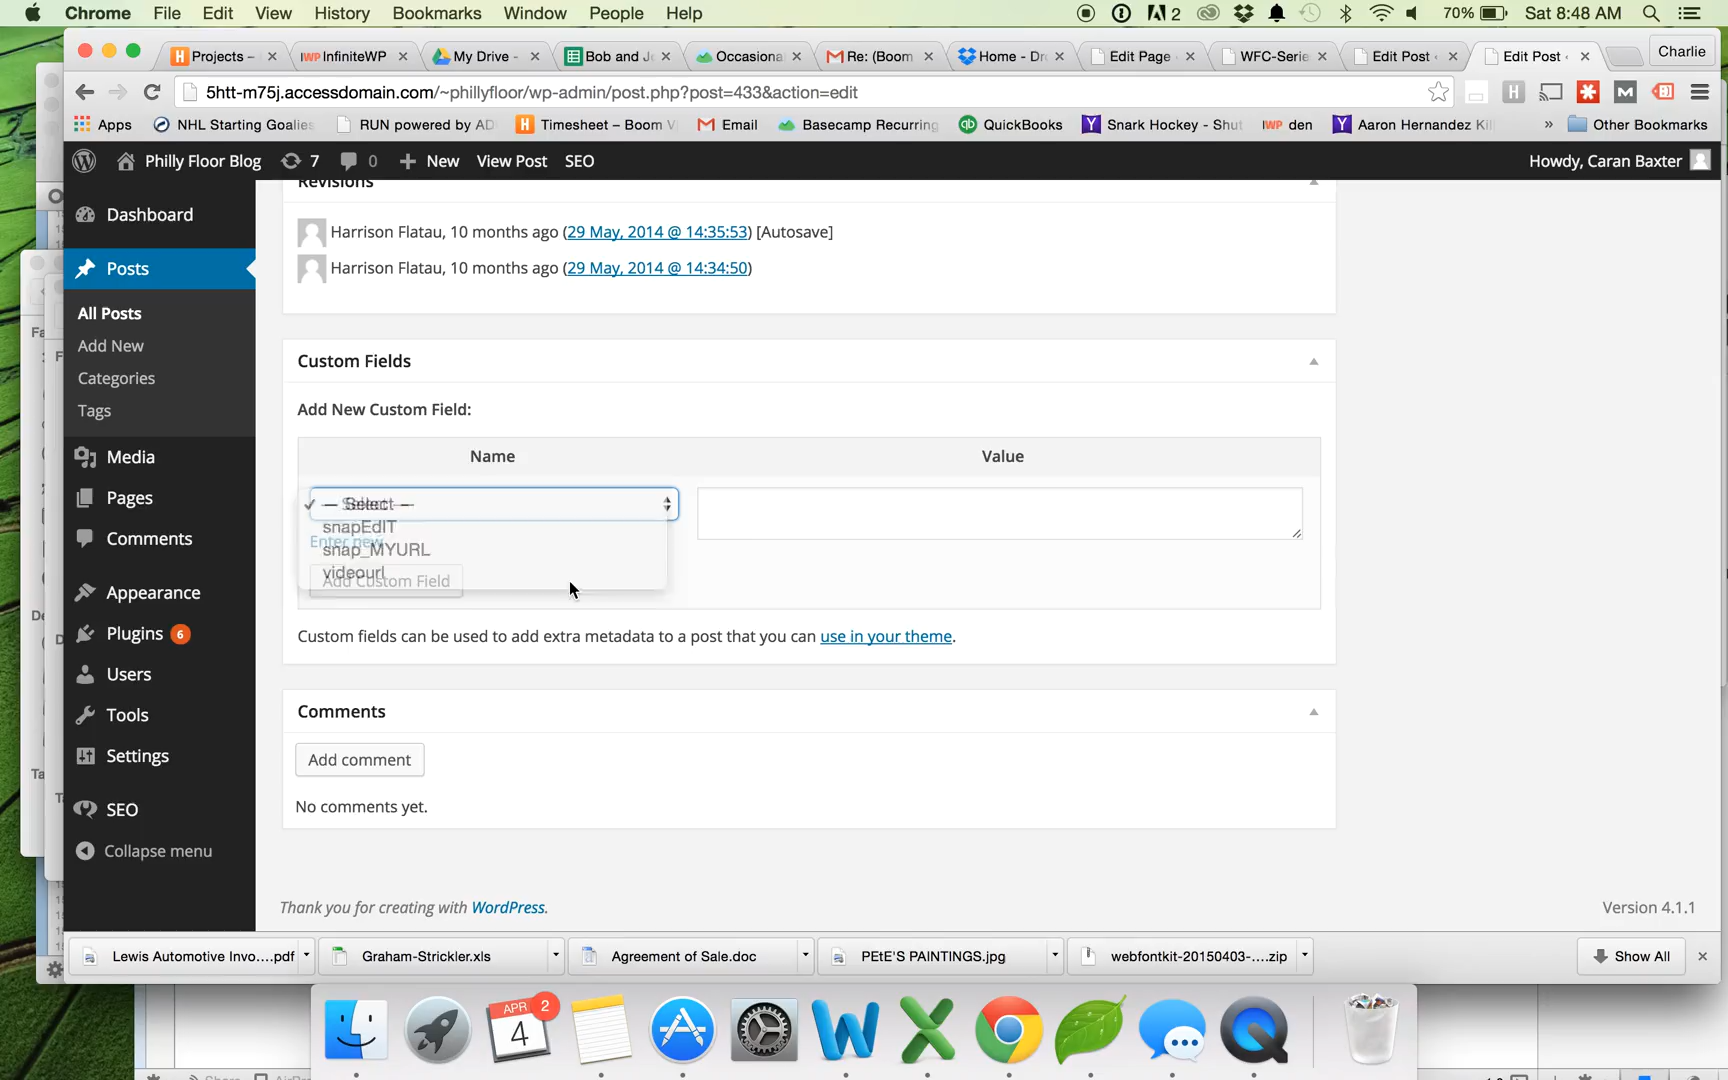 Chrome File Edit View History Bookmarks Window People Help 2 70% Sat 8:48 AM
Projects – InfiniteWP My Drive - Bob and Jo Occasiona Re: (Boom Home - Dro Edit Page WFC-Serie Edit Post Edit Post Charlie
5htt-m75j.accessdomain.com/~phillyfloor/wp-admin/post.php?post=433&action=edit
Apps NHL Starting Goalies RUN powered by AD Timesheet – Boom V Email Basecamp Recurring QuickBooks Snark Hockey - Shut den Aaron Hernandez Kil » Other Bookmarks
Philly Floor Blog 7 0 New View Post SEO Howdy, Caran Baxter
Dashboard
Posts
All Posts
Add New
Categories
Tags
Media
Pages
Comments
Appearance
Plugins 6
Users
Tools
Settings
SEO
Collapse menu
Revisions
Harrison Flatau, 10 months ago (29 May, 2014 @ 14:35:53) [Autosave]
Harrison Flatau, 10 months ago (29 May, 2014 @ 14:34:50)
Custom Fields
Add New Custom Field:
Name Value
✓ — Select —
snapEdIT
Enter new
snap_MYURL
videourl
Add Custom Field
Custom fields can be used to add extra metadata to a post that you can use in your theme.
Comments
Add comment
No comments yet.
Thank you for creating with WordPress. Version 4.1.1
Lewis Automotive Invo....pdf Graham-Strickler.xls Agreement of Sale.doc PEtE'S PAINTINGS.jpg webfontkit-20150403-....zip Show All
APR 2
4